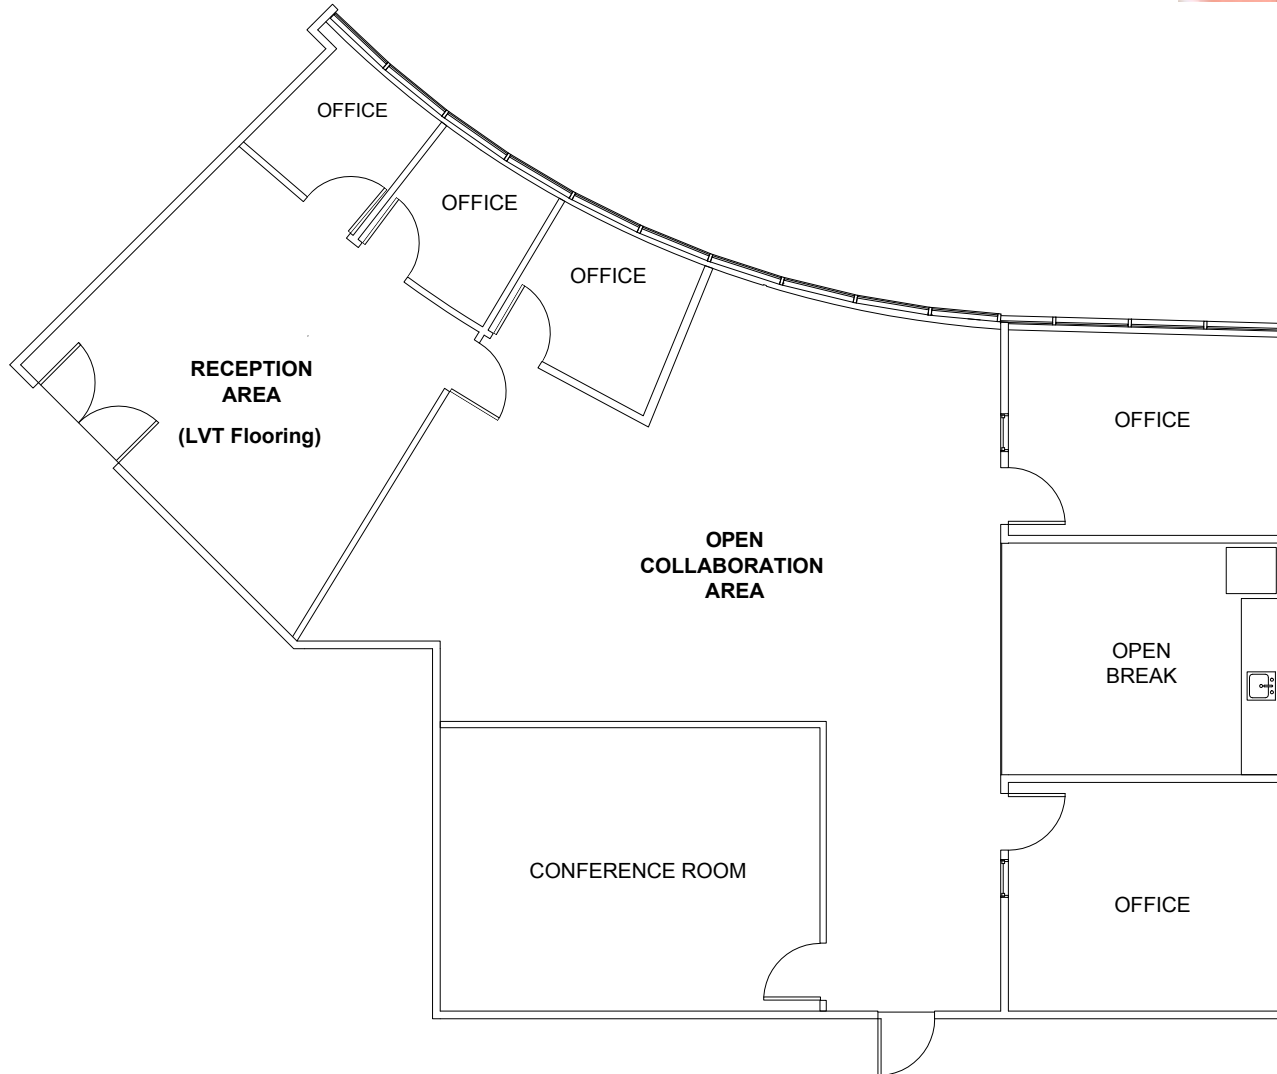 OFFICE
OFFICE
OFFICE
RECEPTION
AREA
(LVT Flooring)
OFFICE
OPEN
COLLABORATION
AREA
OPEN
BREAK
CONFERENCE ROOM
OFFICE